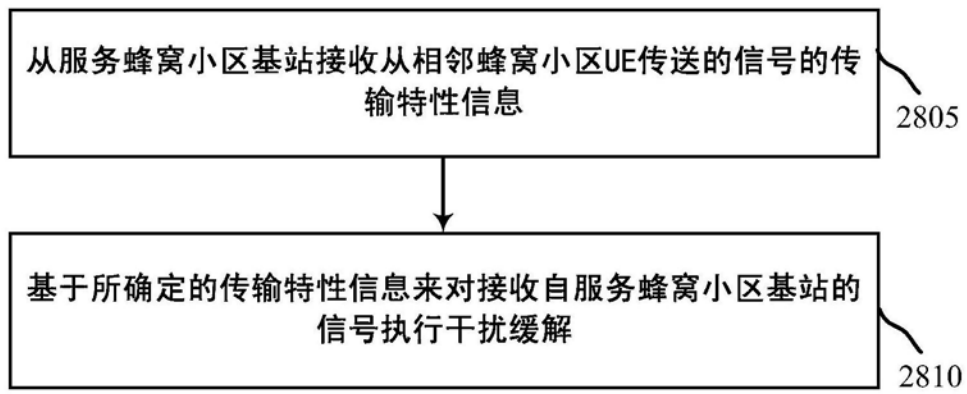 从服务蜂窝小区基站接收从相邻蜂窝小区UE传送的信号的传
输特性信息
2805
基于所确定的传输特性信息来对接收自服务蜂窝小区基站的
信号执行干扰缓解
2810